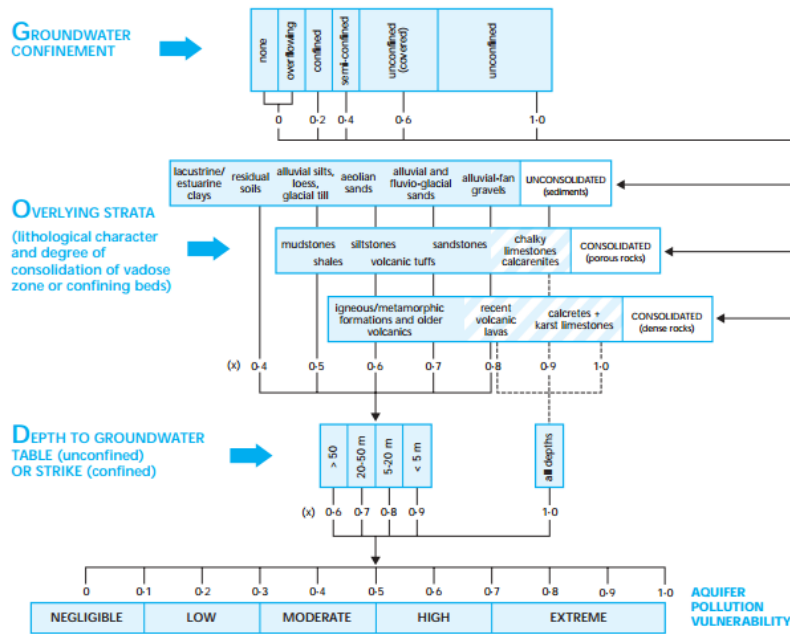 GROUNDWATER
CONFINEMENT
none
overflowing
confined
semi-confined
unconfined
(covered)
unconfined
0
0·2
0·4
0·6
1·0
lacustrine/
estuarine
clays
residual
soils
alluvial silts,
loess,
glacial till
aeolian
sands
alluvial and
fluvio-glacial
sands
alluvial-fan
gravels
UNCONSOLIDATED
(sediments)
OVERLYING STRATA
(lithological character
and degree of
consolidation of vadose
zone or confining beds)
mudstones
shales
siltstones
volcanic tuffs
sandstones
chalky
limestones
calcarenites
CONSOLIDATED
(porous rocks)
igneous/metamorphic
formations and older
volcanics
recent
volcanic
lavas
calcretes +
karst limestones
CONSOLIDATED
(dense rocks)
(x) 0·4 0·5 0·6 0·7 0·8 0·9 1·0
DEPTH TO GROUNDWATER
TABLE (unconfined)
OR STRIKE (confined)
> 50
20-50 m
5-20 m
< 5 m
all depths
(x) 0·6 0·7 0·8 0·9 1·0
0 0·1 0·2 0·3 0·4 0·5 0·6 0·7 0·8 0·9 1·0
NEGLIGIBLE LOW MODERATE HIGH EXTREME
AQUIFER
POLLUTION
VULNERABILITY